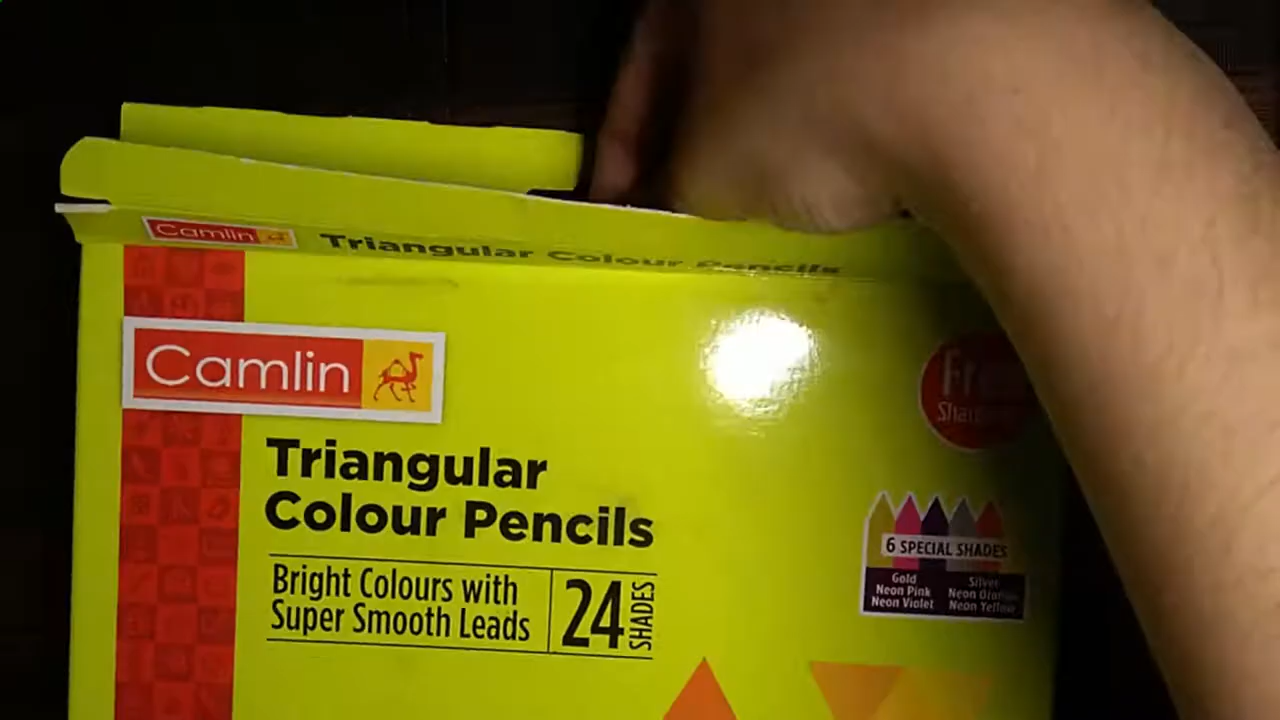 Camlin Triangular Colour Pencils
Camlin
Triangular
Colour Pencils
Bright Colours with
Super Smooth Leads
24 SHADES
6 SPECIAL SHADES
Gold
Neon Pink
Neon Violet
Silver
Neon
Neon Yellow